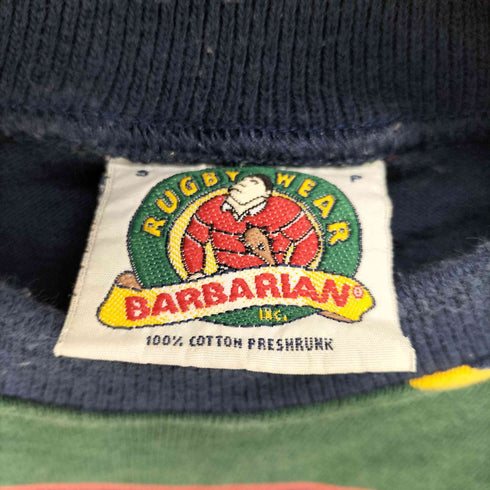 S P
RUGBY WEAR
BARBARIAN®
INC.
100% COTTON PRESHRUNK